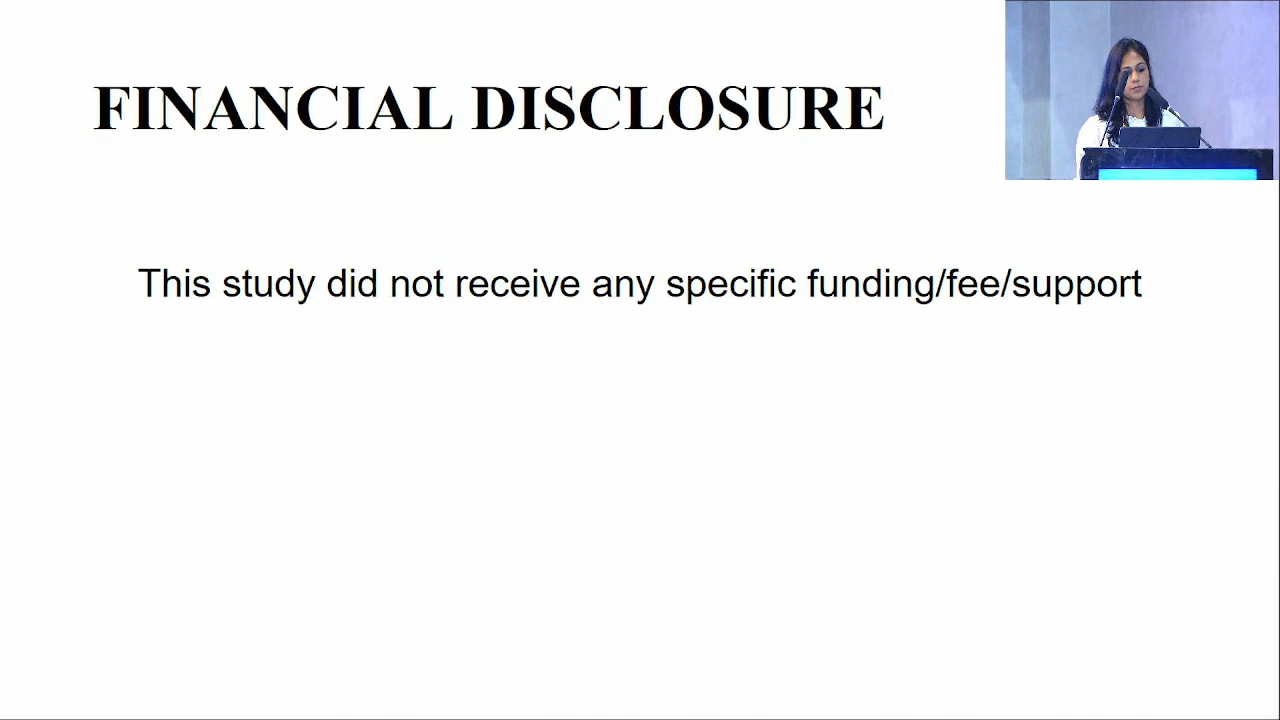 FINANCIAL DISCLOSURE
This study did not receive any specific funding/fee/support